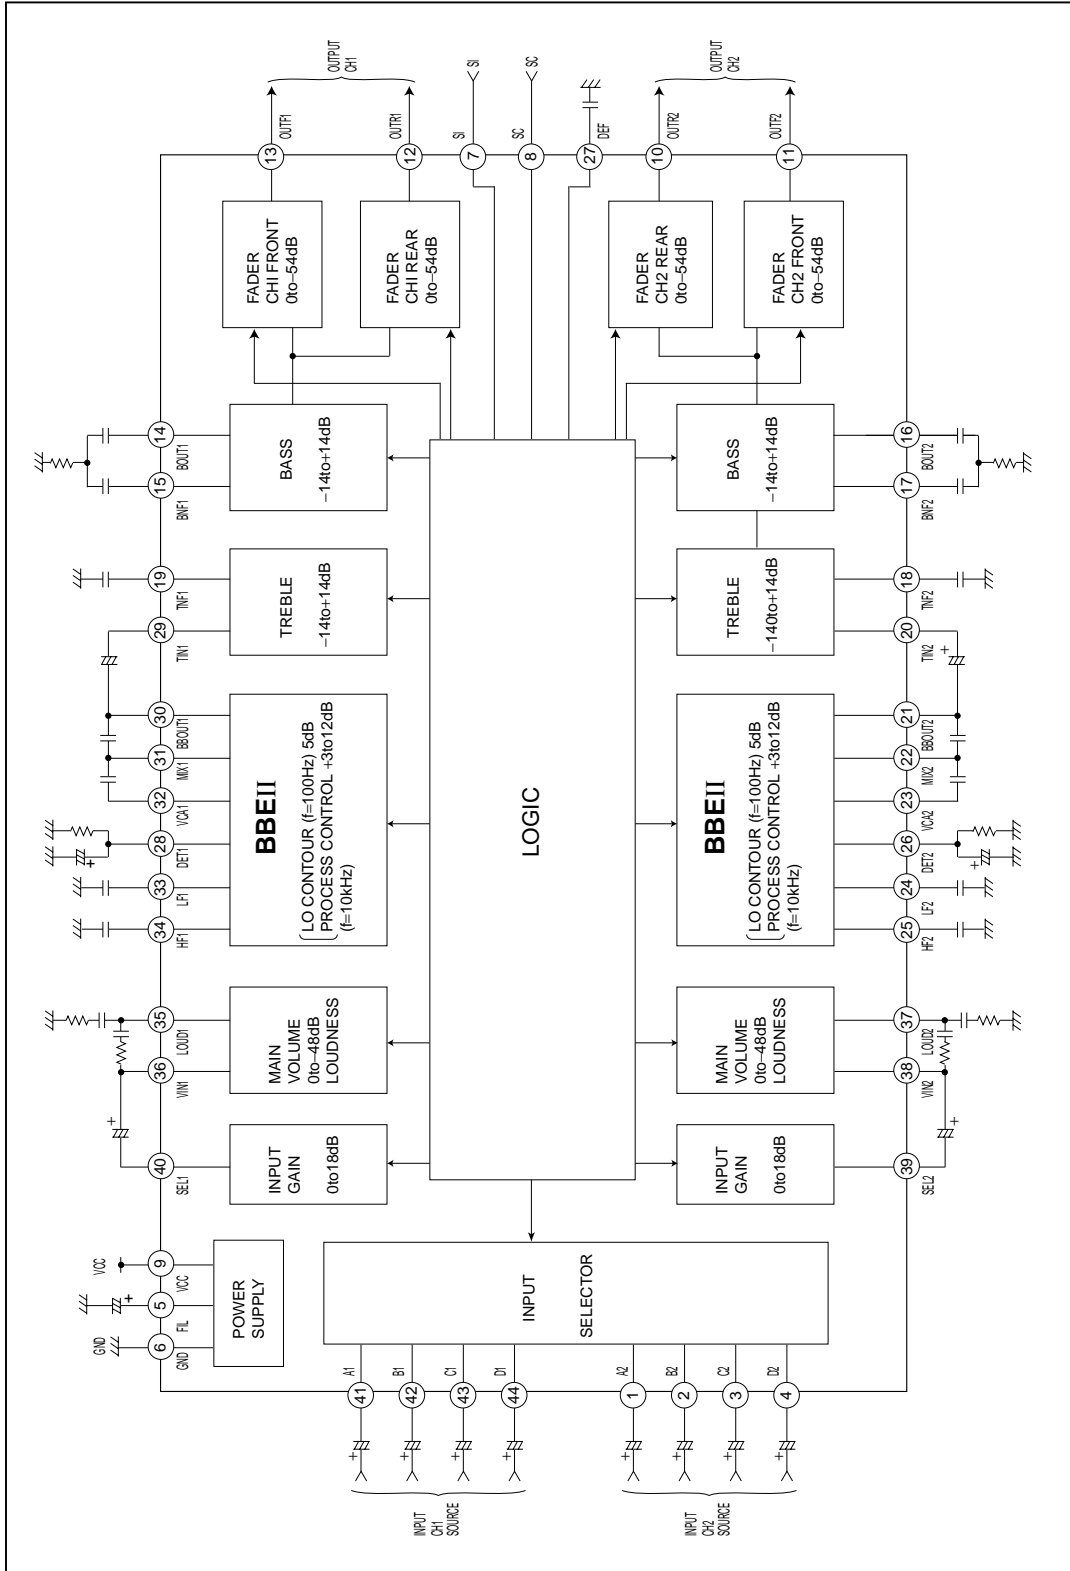 OUTPUT
CH1
OUTF1
13
OUTR1
12
SI
SI
7
SC
SC
8
DEF
27
OUTPUT
CH2
OUTR2
10
OUTF2
11
FADER
CHI FRONT
0to–54dB
FADER
CHI REAR
0to–54dB
FADER
CH2 REAR
0to–54dB
FADER
CH2 FRONT
0to–54dB
14
BOUT1
15
BNF1
BASS
–14to+14dB
BASS
–14to+14dB
16
BOUT2
17
BNF2
19
TNF1
29
TIN1
TREBLE
–14to+14dB
TREBLE
–140to+14dB
18
TNF2
20
TIN2
+
30
BBOUT1
31
MIX1
32
VCA1
28
DET1
+
33
LF1
34
HF1
BBEII
LO CONTOUR (f=100Hz) 5dB
PROCESS CONTROL +3to12dB
(f=10kHz)
LOGIC
BBEII
LO CONTOUR (f=100Hz) 5dB
PROCESS CONTROL +3to12dB
(f=10kHz)
21
BBOUT2
22
MIX2
23
VCA2
26
DET2
+
24
LF2
25
HF2
35
LOUD1
36
VIN1
+
MAIN
VOLUME
0to–48dB
LOUDNESS
MAIN
VOLUME
0to–48dB
LOUDNESS
37
LOUD2
38
VIN2
+
40
SEL1
INPUT
GAIN
0to18dB
INPUT
GAIN
0to18dB
39
SEL2
VCC
9
VCC
+
5
FIL
GND
6
GND
POWER
SUPPLY
INPUT
SELECTOR
A1
41
+
B1
42
+
C1
43
+
D1
44
+
INPUT
CH1
SOURCE
A2
1
+
B2
2
+
C2
3
+
D2
4
+
INPUT
CH2
SOURCE